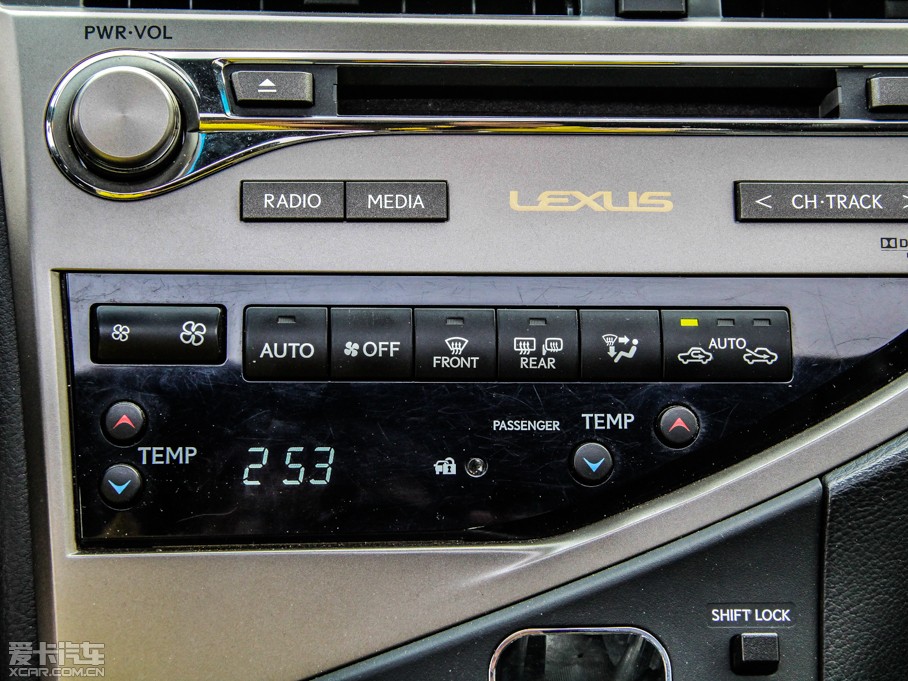 PWR·VOL
RADIO
MEDIA
LEXUS
< CH·TRACK >
AUTO
OFF
FRONT
REAR
AUTO
TEMP
2 53
PASSENGER
TEMP
SHIFT LOCK
爱卡汽车
XCAR.COM.CN